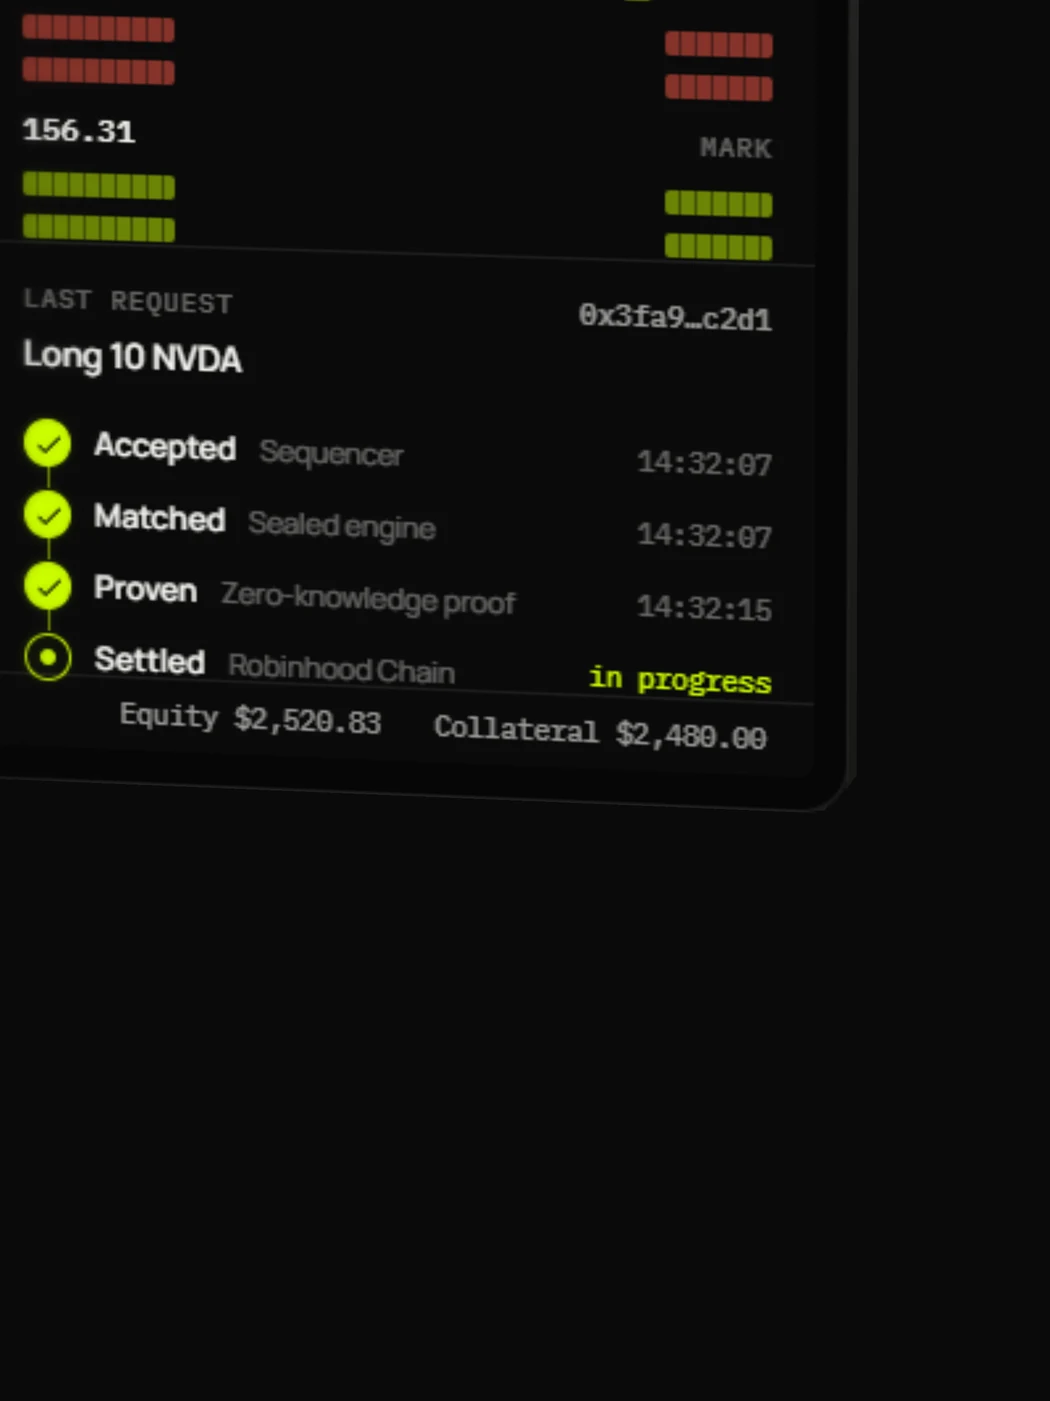 156.31
MARK
LAST REQUEST
0x3fa9…c2d1
Long 10 NVDA
Accepted Sequencer 14:32:07
Matched Sealed engine 14:32:07
Proven Zero-knowledge proof 14:32:15
Settled Robinhood Chain in progress
Equity $2,520.83 Collateral $2,480.00